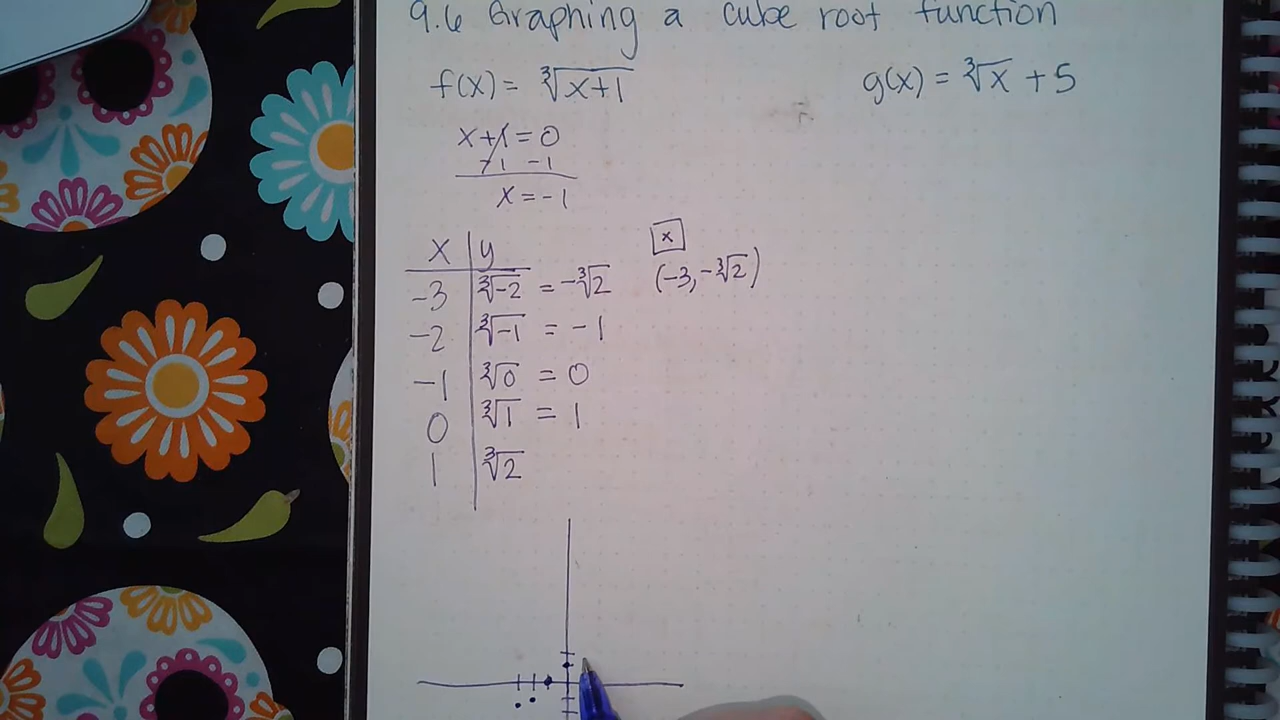 9.6 Graphing a cube root function
f(x) = ∛(x+1)
g(x) = ∛x + 5
x+1 = 0
-1 -1
x = -1
x | y
-3 | ∛-2 = -∛2
-2 | ∛-1 = -1
-1 | ∛0 = 0
0 | ∛1 = 1
1 | ∛2
x
(-3, -∛2)